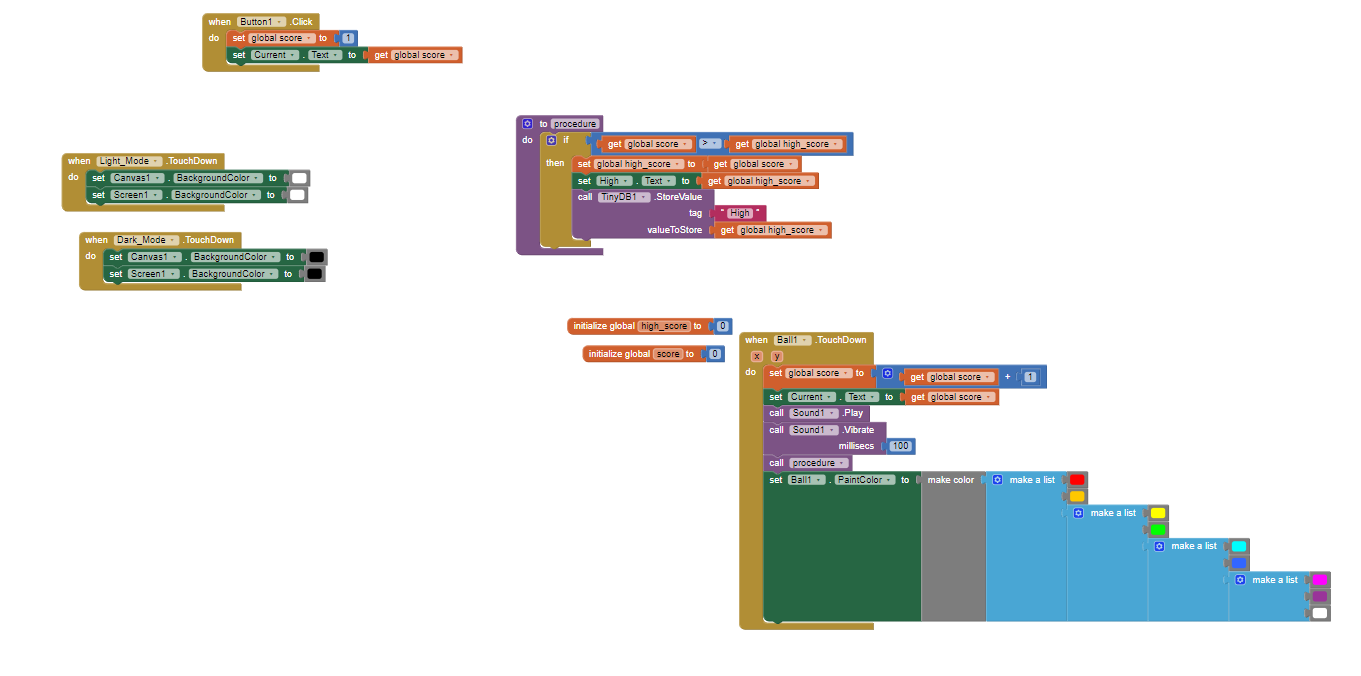 when Button1 .Click
do set global score to 1
set Current . Text to get global score
to procedure
do if get global score > get global high_score
then set global high_score to get global score
set High . Text to get global high_score
call TinyDB1 .StoreValue
tag " High "
valueToStore get global high_score
when Light_Mode .TouchDown
do set Canvas1 . BackgroundColor to
set Screen1 . BackgroundColor to
when Dark_Mode .TouchDown
do set Canvas1 . BackgroundColor to
set Screen1 . BackgroundColor to
initialize global high_score to 0
initialize global score to 0
when Ball1 .TouchDown
x y
do set global score to get global score + 1
set Current . Text to get global score
call Sound1 .Play
call Sound1 .Vibrate
millisecs 100
call procedure
set Ball1 . PaintColor to make color make a list
make a list
make a list
make a list